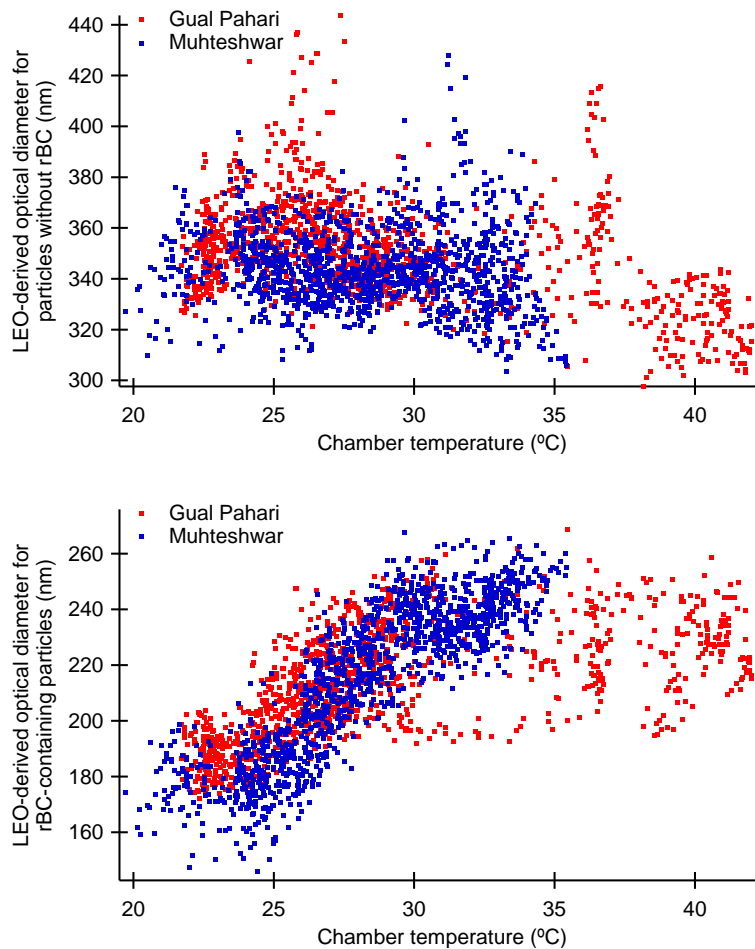 LEO-derived optical diameter for
particles without rBC (nm)
440
420
400
380
360
340
320
300
Gual Pahari
Muhteshwar
20
25
30
35
40
Chamber temperature (ºC)
LEO-derived optical diameter for
rBC-containing particles (nm)
260
240
220
200
180
160
Gual Pahari
Muhteshwar
20
25
30
35
40
Chamber temperature (ºC)